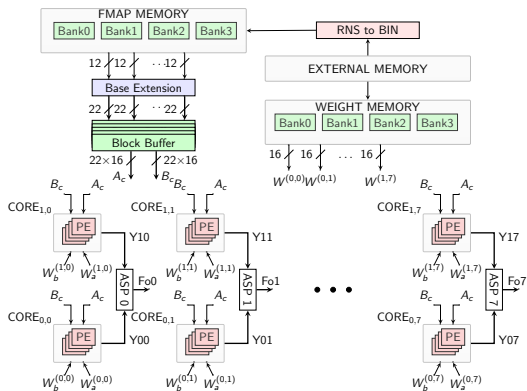 FMAP MEMORY
Bank0 Bank1 Bank2 Bank3
RNS to BIN
EXTERNAL MEMORY
12 12 ...12
Base Extension
22 22 ...22
Block Buffer
22×16 22×16
A_c B_c
WEIGHT MEMORY
Bank0 Bank1 Bank2 Bank3
16 16 ... 16
W^(0,0) W^(0,1) W^(1,7)
B_c A_c B_c A_c B_c A_c
CORE_1,0 CORE_1,1 CORE_1,7
PE PE PE
Y10 Y11 Y17
W_b^(1,0) W_a^(1,0) W_b^(1,1) W_a^(1,1) W_b^(1,7) W_a^(1,7)
ASP 0 Fo0 ASP 1 Fo1 ASP 7 Fo7
B_c A_c B_c A_c B_c A_c
CORE_0,0 CORE_0,1 CORE_0,7
PE PE PE
Y00 Y01 Y07
W_b^(0,0) W_a^(0,0) W_b^(0,1) W_a^(0,1) W_b^(0,7) W_a^(0,7)